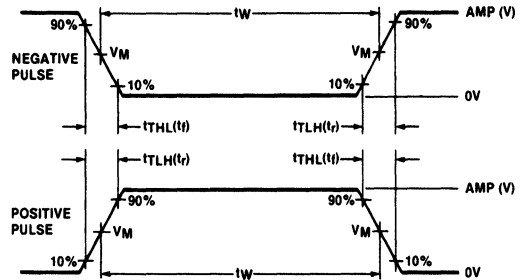 tW
AMP (V)
90%
90%
NEGATIVE
PULSE
VM
VM
10%
10%
0V
tTHL(tf)
tTLH(tr)
tTLH(tr)
tTHL(tf)
AMP (V)
90%
90%
POSITIVE
PULSE
VM
VM
10%
10%
0V
tW